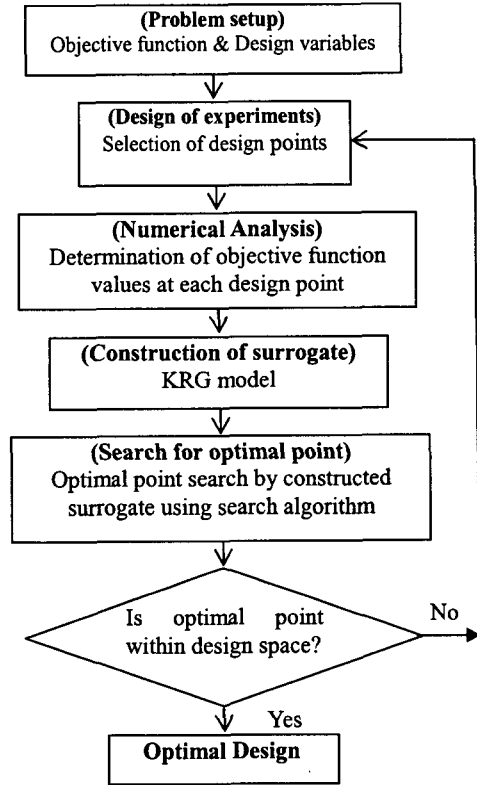 (Problem setup)
Objective function & Design variables
(Design of experiments)
Selection of design points
(Numerical Analysis)
Determination of objective function
values at each design point
(Construction of surrogate)
KRG model
(Search for optimal point)
Optimal point search by constructed
surrogate using search algorithm
Is optimal point
within design space?
No
Yes
Optimal Design